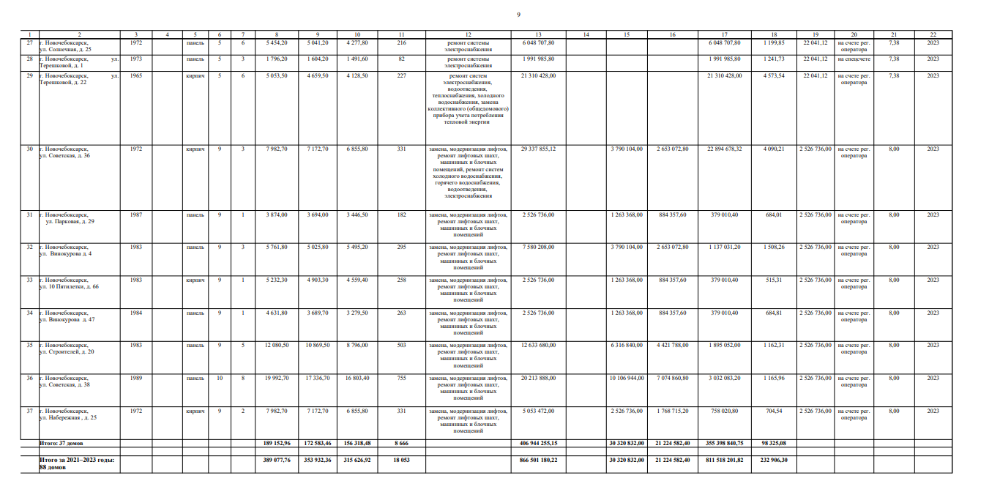 9
1 2 3 4 5 6 7 8 9 10 11 12 13 14 15 16 17 18 19 20 21 22
27 г. Новочебоксарск, 1972 панель 5 6 5 454,20 5 041,20 4 277,80 216 ремонт системы 6 048 707,80 6 048 707,80 1 199,85 22 041,12 на счете рег. 7,38 2023
ул. Солнечная, д. 25 электроснабжения оператора
28 г. Новочебоксарск, ул. 1973 панель 5 3 1 796,20 1 604,20 1 491,60 82 ремонт системы 1 991 985,80 1 991 985,80 1 241,73 22 041,12 на спецсчете 7,38 2023
Терешковой, д. 1 электроснабжения
29 г. Новочебоксарск, ул. 1965 кирпич 5 6 5 053,50 4 659,50 4 128,50 227 ремонт систем 21 310 428,00 21 310 428,00 4 573,54 22 041,12 на счете рег. 7,38 2023
Терешковой, д. 22 электроснабжения, оператора
водоотведения,
теплоснабжения, холодного
водоснабжения, замена
коллективного (общедомового)
прибора учета потребления
тепловой энергии
30 г. Новочебоксарск, 1972 кирпич 9 3 7 982,70 7 172,70 6 855,80 331 замена, модернизация лифтов, 29 337 855,12 3 790 104,00 2 653 072,80 22 894 678,32 4 090,21 2 526 736,00 на счете рег. 8,00 2023
ул. Советская, д. 36 ремонт лифтовых шахт, оператора
машинных и блочных
помещений, ремонт систем
холодного водоснабжения,
горячего водоснабжения,
водоотведения,
электроснабжения
31 г. Новочебоксарск, 1987 панель 9 1 3 874,00 3 694,00 3 446,50 182 замена, модернизация лифтов, 2 526 736,00 1 263 368,00 884 357,60 379 010,40 684,01 2 526 736,00 на счете рег. 8,00 2023
ул. Парковая, д. 29 ремонт лифтовых шахт, оператора
машинных и блочных
помещений
32 г. Новочебоксарск, 1983 панель 9 3 5 761,80 5 025,80 5 495,20 295 замена, модернизация лифтов, 7 580 208,00 3 790 104,00 2 653 072,80 1 137 031,20 1 508,26 2 526 736,00 на счете рег. 8,00 2023
ул. Винокурова д. 4 ремонт лифтовых шахт, оператора
машинных и блочных
помещений
33 г. Новочебоксарск, 1983 кирпич 9 1 5 232,30 4 903,30 4 559,40 258 замена, модернизация лифтов, 2 526 736,00 1 263 368,00 884 357,60 379 010,40 515,31 2 526 736,00 на счете рег. 8,00 2023
ул. 10 Пятилетки, д. 66 ремонт лифтовых шахт, оператора
машинных и блочных
помещений
34 г. Новочебоксарск, 1984 панель 9 1 4 631,80 3 689,70 3 279,50 263 замена, модернизация лифтов, 2 526 736,00 1 263 368,00 884 357,60 379 010,40 684,81 2 526 736,00 на счете рег. 8,00 2023
ул. Винокурова д. 47 ремонт лифтовых шахт, оператора
машинных и блочных
помещений
35 г. Новочебоксарск, 1983 панель 9 5 12 080,50 10 869,50 8 796,00 503 замена, модернизация лифтов, 12 633 680,00 6 316 840,00 4 421 788,00 1 895 052,00 1 162,31 2 526 736,00 на счете рег. 8,00 2023
ул. Строителей, д. 20 ремонт лифтовых шахт, оператора
машинных и блочных
помещений
36 г. Новочебоксарск, 1989 панель 10 8 19 992,70 17 336,70 16 803,40 755 замена, модернизация лифтов, 20 213 888,00 10 106 944,00 7 074 860,80 3 032 083,20 1 165,96 2 526 736,00 на счете рег. 8,00 2023
ул. Советская, д. 38 ремонт лифтовых шахт, оператора
машинных и блочных
помещений
37 г. Новочебоксарск, 1972 кирпич 9 2 7 982,70 7 172,70 6 855,80 331 замена, модернизация лифтов, 5 053 472,00 2 526 736,00 1 768 715,20 758 020,80 704,54 2 526 736,00 на счете рег. 8,00 2023
ул. Набережная , д. 25 ремонт лифтовых шахт, оператора
машинных и блочных
помещений
Итого: 37 домов 189 152,96 172 583,46 156 318,48 8 666 406 944 255,15 30 320 832,00 21 224 582,40 355 398 840,75 98 325,08
Итого за 2021–2023 годы: 389 077,76 353 932,36 315 626,92 18 053 866 501 180,22 30 320 832,00 21 224 582,40 811 518 201,82 232 906,30
88 домов